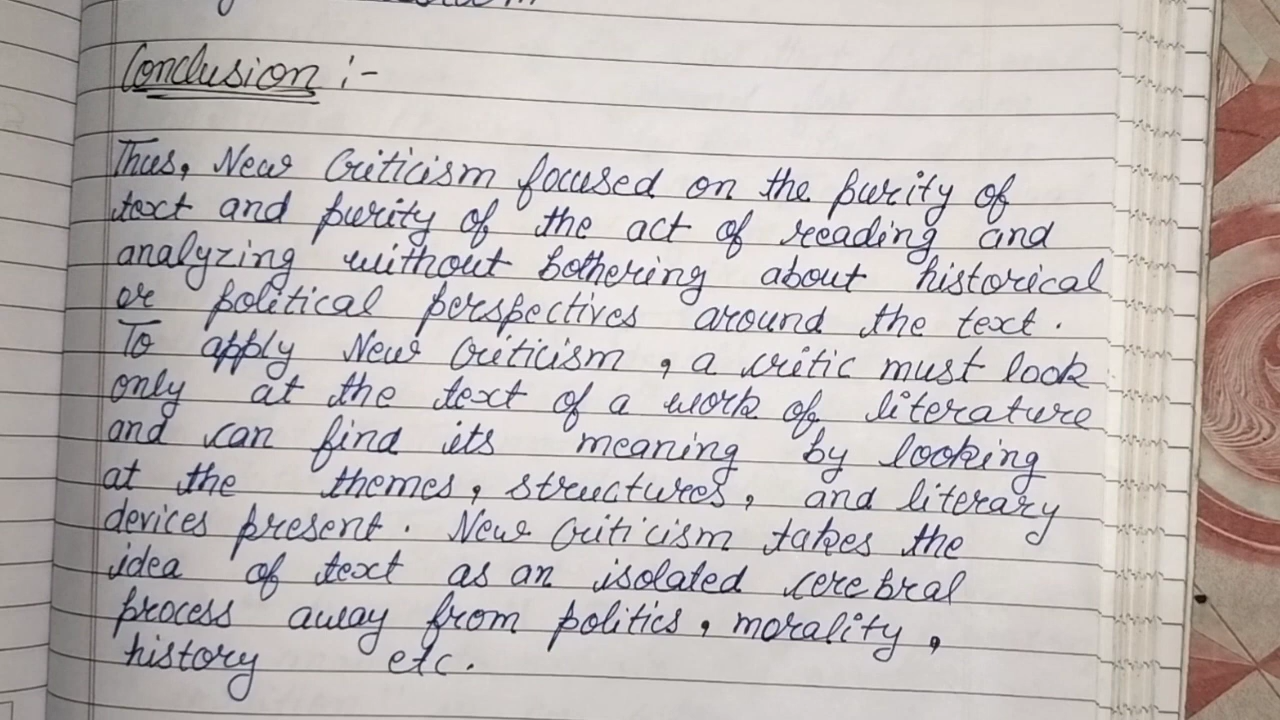 Conclusion :-
Thus, New Criticism focused on the purity of
text and purity of the act of reading and
analyzing without bothering about historical
or political perspectives around the text.
To apply New Criticism, a critic must look
only at the text of a work of literature
and can find its meaning by looking
at the themes, structures, and literary
devices present. New Criticism takes the
idea of text as an isolated cerebral
process away from politics, morality,
history etc.